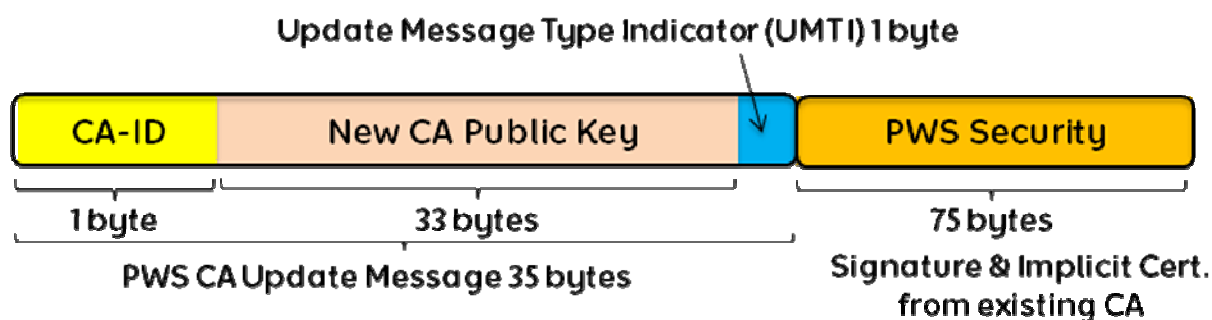 Update Message Type Indicator (UMTI) 1 byte
CA-ID
New CA Public Key
PWS Security
1 byte
33 bytes
75 bytes
PWS CA Update Message 35 bytes
Signature & Implicit Cert.
from existing CA